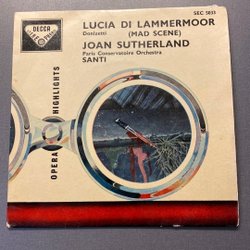 SEC 5033
DECCA
LUCIA DI LAMMERMOOR
Donizetti (MAD SCENE)
JOAN SUTHERLAND
Paris Conservatoire Orchestra
SANTI
OPERA HIGHLIGHTS